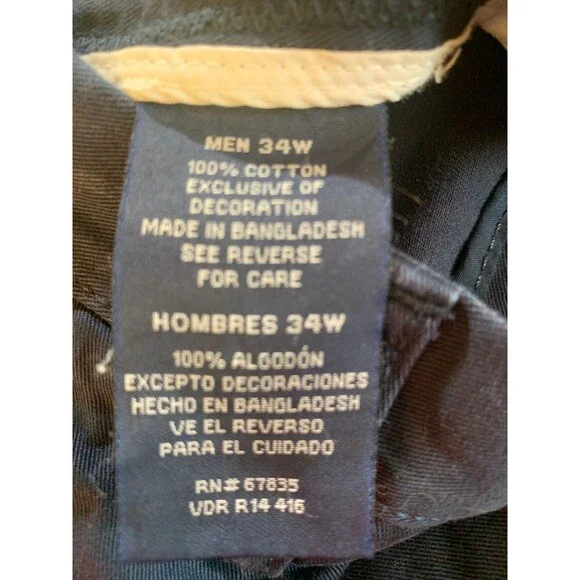 MEN 34W
100% COTTON
EXCLUSIVE OF
DECORATION
MADE IN BANGLADESH
SEE REVERSE
FOR CARE
HOMBRES 34W
100% ALGODÓN
EXCEPTO DECORACIONES
HECHO EN BANGLADESH
VE EL REVERSO
PARA EL CUIDADO
RN# 67835
VDR R14 416